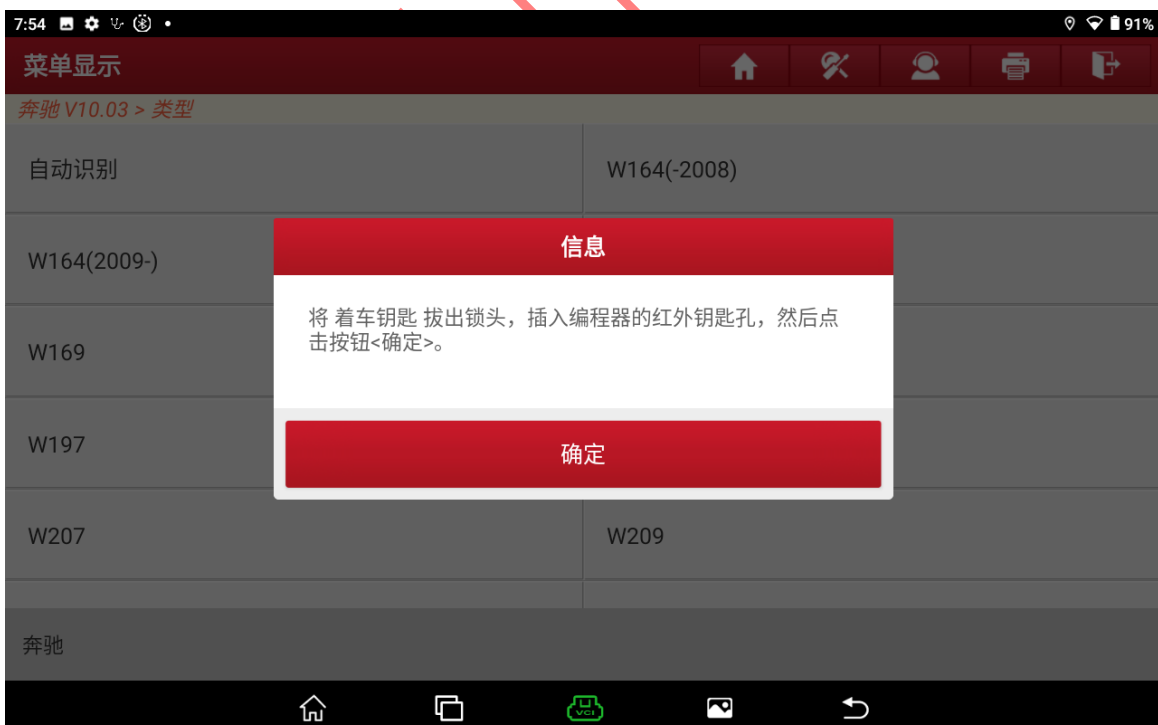 7:54
91%
菜单显示
奔驰 V10.03 > 类型
自动识别
W164(-2008)
W164(2009-)
信息
将 着车钥匙 拔出锁头，插入编程器的红外钥匙孔，然后点
击按钮<确定>。
W169
W197
确定
W207
W209
奔驰
VCI